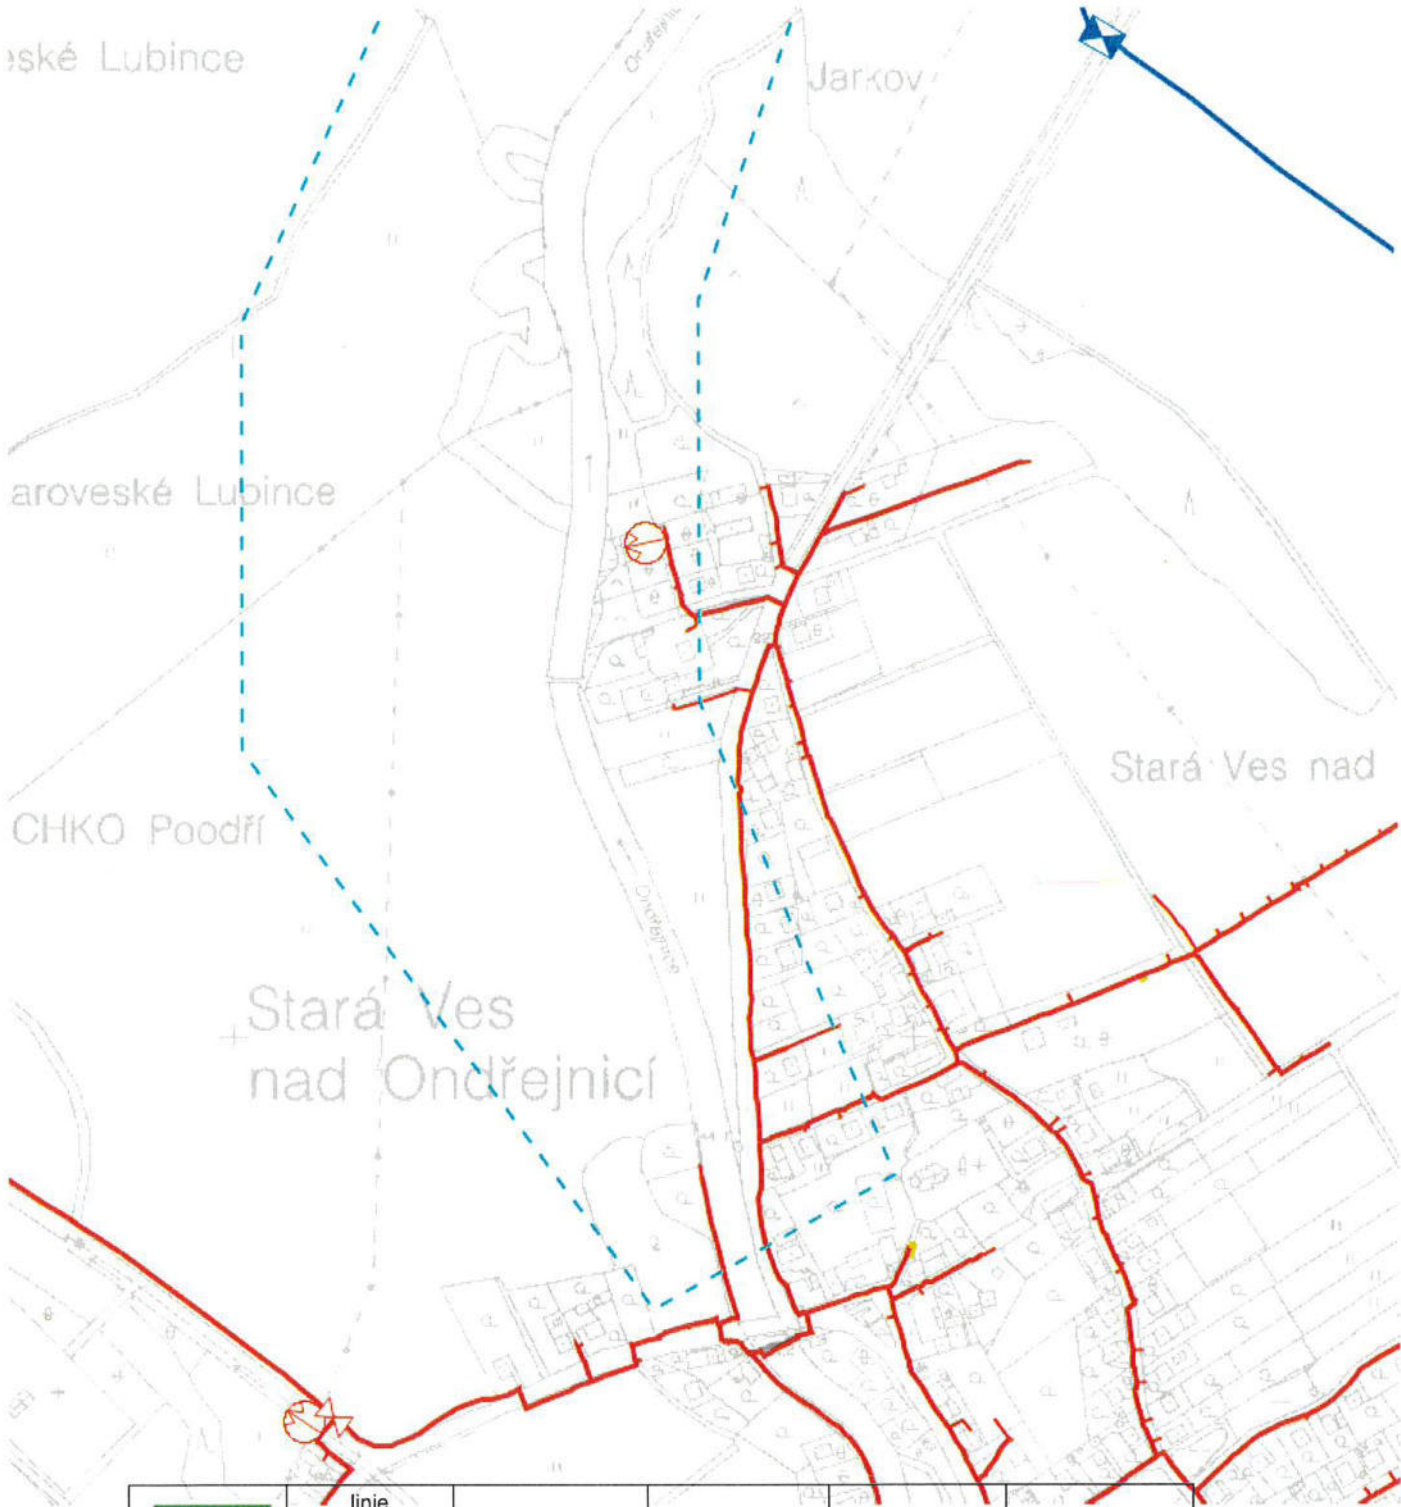 ské Lubince
Jarkov
aroveské Lubince
Stará Ves nad
CHKO Poodří
Ondřejnice
Stará Ves
nad Ondřejnicí
linie